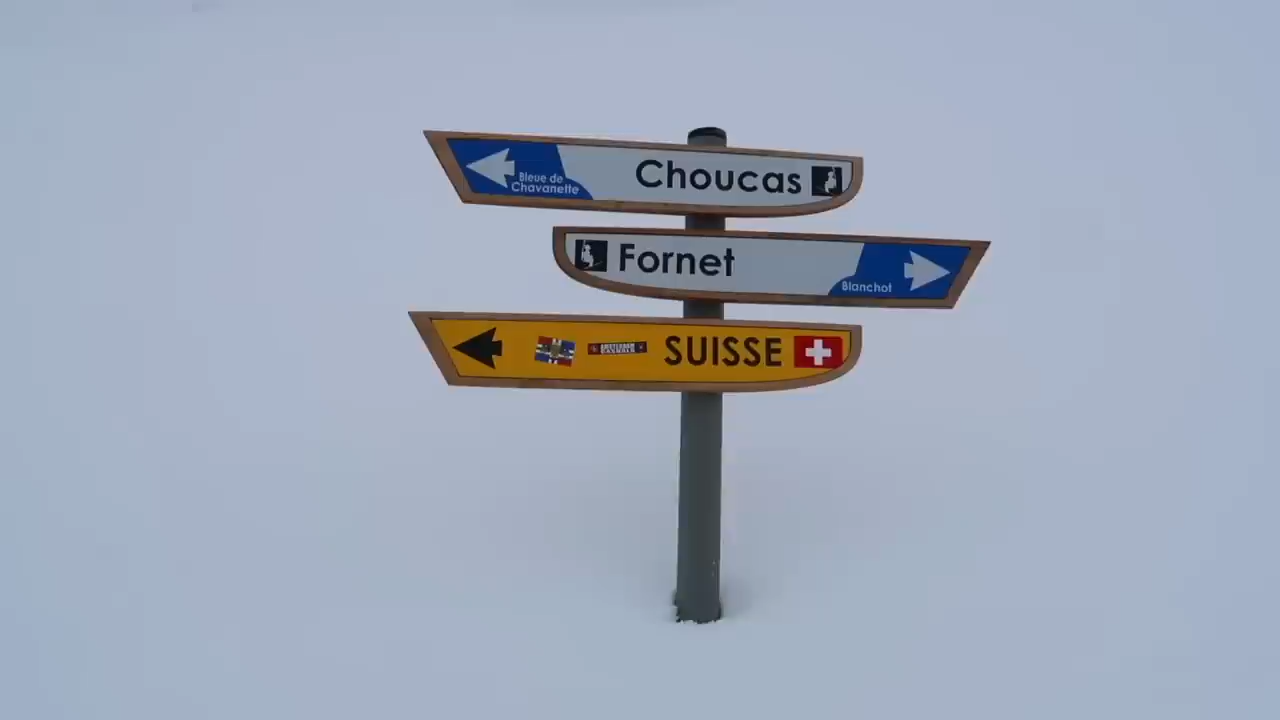 Bleue de
Chavanette
Choucas
Fornet
Blanchot
SUISSE